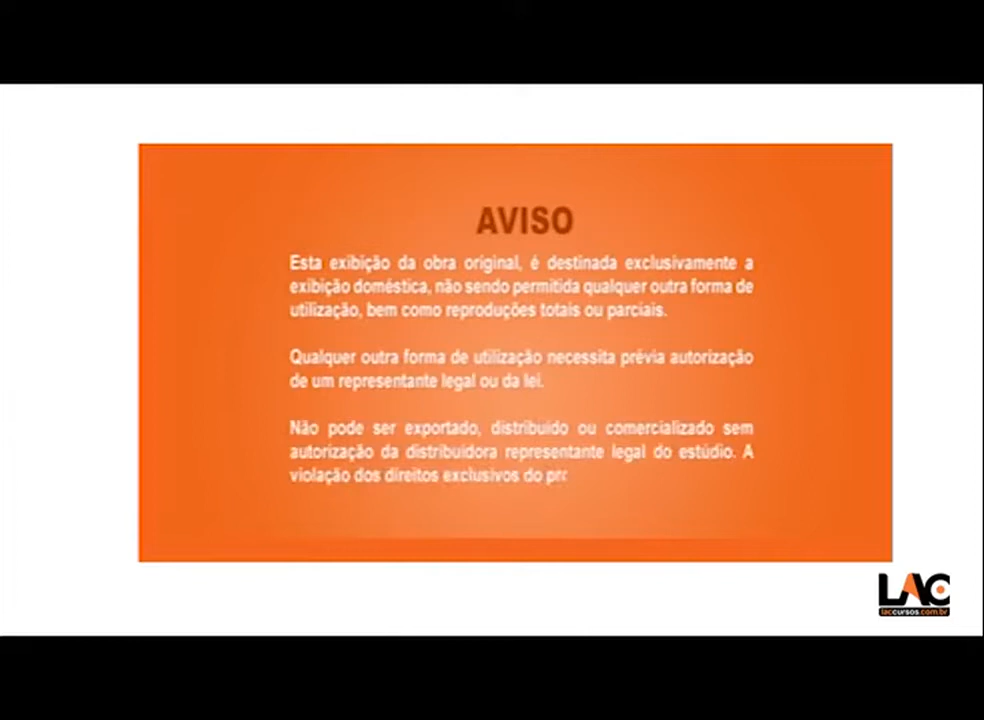 AVISO
Esta exibição da obra original, é destinada exclusivamente a
exibição doméstica, não sendo permitida qualquer outra forma de
utilização, bem como reproduções totais ou parciais.
Qualquer outra forma de utilização necessita prévia autorização
de um representante legal ou da lei.
Não pode ser exportado, distribuido ou comercializado sem
autorização da distribuidora representante legal do estúdio. A
violação dos direitos exclusivos do prc
LAC
laccursos.com.br